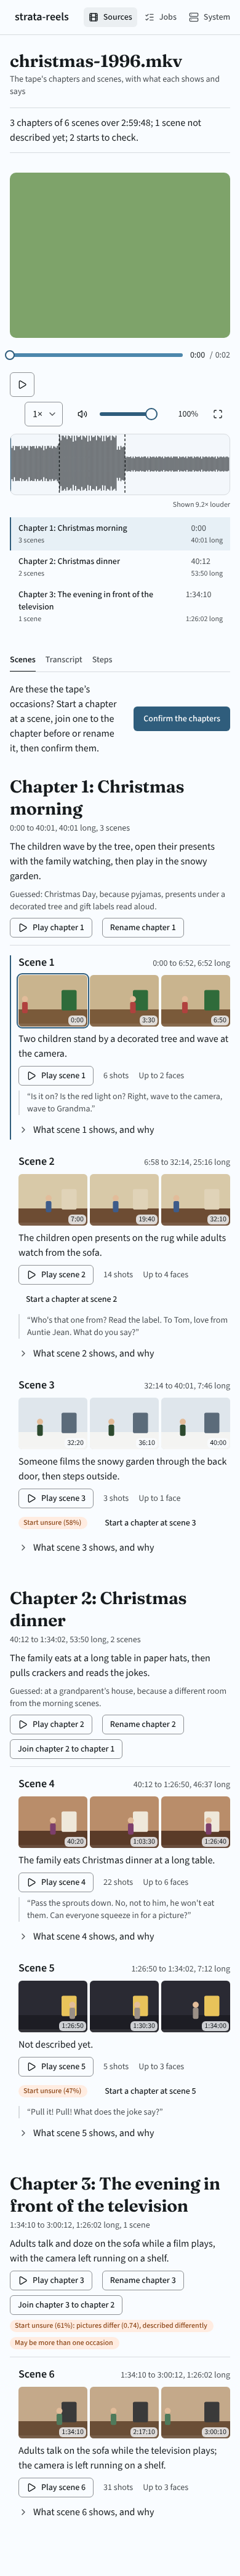 strata-reels
Sources
Jobs
System
christmas-1996.mkv
The tape's chapters and scenes, with what each shows and
says
3 chapters of 6 scenes over 2:59:48; 1 scene not
described yet; 2 starts to check.
0:00 / 0:02
1×
100%
Shown 9.2× louder
Chapter 1: Christmas morning
0:00
3 scenes
40:01 long
Chapter 2: Christmas dinner
40:12
2 scenes
53:50 long
Chapter 3: The evening in front of the
television
1:34:10
1 scene
1:26:02 long
Scenes
Transcript
Steps
Are these the tape's
occasions? Start a chapter
at a scene, join one to the
chapter before or rename
it, then confirm them.
Confirm the chapters
Chapter 1: Christmas
morning
0:00 to 40:01, 40:01 long, 3 scenes
The children wave by the tree, open their presents
with the family watching, then play in the snowy
garden.
Guessed: Christmas Day, because pyjamas, presents under a
decorated tree and gift labels read aloud.
Play chapter 1
Rename chapter 1
Scene 1
0:00 to 6:52, 6:52 long
0:00
3:30
6:50
Two children stand by a decorated tree and wave at
the camera.
Play scene 1
6 shots
Up to 2 faces
“Is it on? Is the red light on? Right, wave to the camera,
wave to Grandma.”
What scene 1 shows, and why
Scene 2
6:58 to 32:14, 25:16 long
7:00
19:40
32:10
The children open presents on the rug while adults
watch from the sofa.
Play scene 2
14 shots
Up to 4 faces
Start a chapter at scene 2
“Who's that one from? Read the label. To Tom, love from
Auntie Jean. What do you say?”
What scene 2 shows, and why
Scene 3
32:14 to 40:01, 7:46 long
32:20
36:10
40:00
Someone films the snowy garden through the back
door, then steps outside.
Play scene 3
3 shots
Up to 1 face
Start unsure (58%)
Start a chapter at scene 3
What scene 3 shows, and why
Chapter 2: Christmas
dinner
40:12 to 1:34:02, 53:50 long, 2 scenes
The family eats at a long table in paper hats, then
pulls crackers and reads the jokes.
Guessed: at a grandparent's house, because a different room
from the morning scenes.
Play chapter 2
Rename chapter 2
Join chapter 2 to chapter 1
Scene 4
40:12 to 1:26:50, 46:37 long
40:20
1:03:30
1:26:40
The family eats Christmas dinner at a long table.
Play scene 4
22 shots
Up to 6 faces
“Pass the sprouts down. No, not to him, he won't eat
them. Can everyone squeeze in for a picture?”
What scene 4 shows, and why
Scene 5
1:26:50 to 1:34:02, 7:12 long
1:26:50
1:30:30
1:34:00
Not described yet.
Play scene 5
5 shots
Up to 3 faces
Start unsure (47%)
Start a chapter at scene 5
“Pull it! Pull! What does the joke say?”
What scene 5 shows, and why
Chapter 3: The evening in
front of the television
1:34:10 to 3:00:12, 1:26:02 long, 1 scene
Adults talk and doze on the sofa while a film plays,
with the camera left running on a shelf.
Play chapter 3
Rename chapter 3
Join chapter 3 to chapter 2
Start unsure (61%): pictures differ (0.74), described differently
May be more than one occasion
Scene 6
1:34:10 to 3:00:12, 1:26:02 long
1:34:10
2:17:10
3:00:10
Adults talk on the sofa while the television plays;
the camera is left running on a shelf.
Play scene 6
31 shots
Up to 3 faces
What scene 6 shows, and why